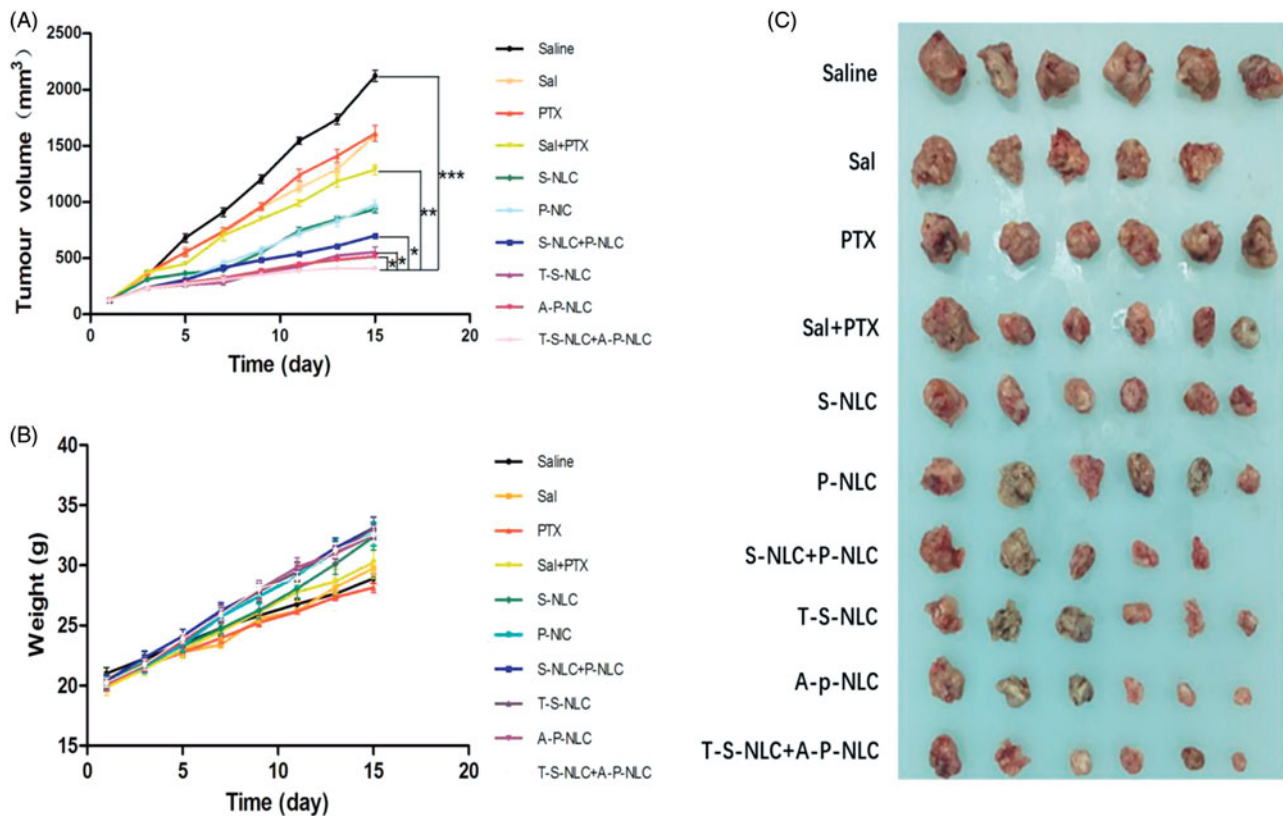 (A)
2500
2000
1500
1000
500
0
Tumour volume (mm³)
0
5
10
15
20
Time (day)
***
**
*
*
*
Saline
Sal
PTX
Sal+PTX
S-NLC
P-NIC
S-NLC+P-NLC
T-S-NLC
A-P-NLC
T-S-NLC+A-P-NLC
(B)
40
35
30
25
20
15
Weight (g)
0
5
10
15
20
Time (day)
Saline
Sal
PTX
Sal+PTX
S-NLC
P-NIC
S-NLC+P-NLC
T-S-NLC
A-P-NLC
T-S-NLC+A-P-NLC
(C)
Saline
Sal
PTX
Sal+PTX
S-NLC
P-NLC
S-NLC+P-NLC
T-S-NLC
A-p-NLC
T-S-NLC+A-P-NLC